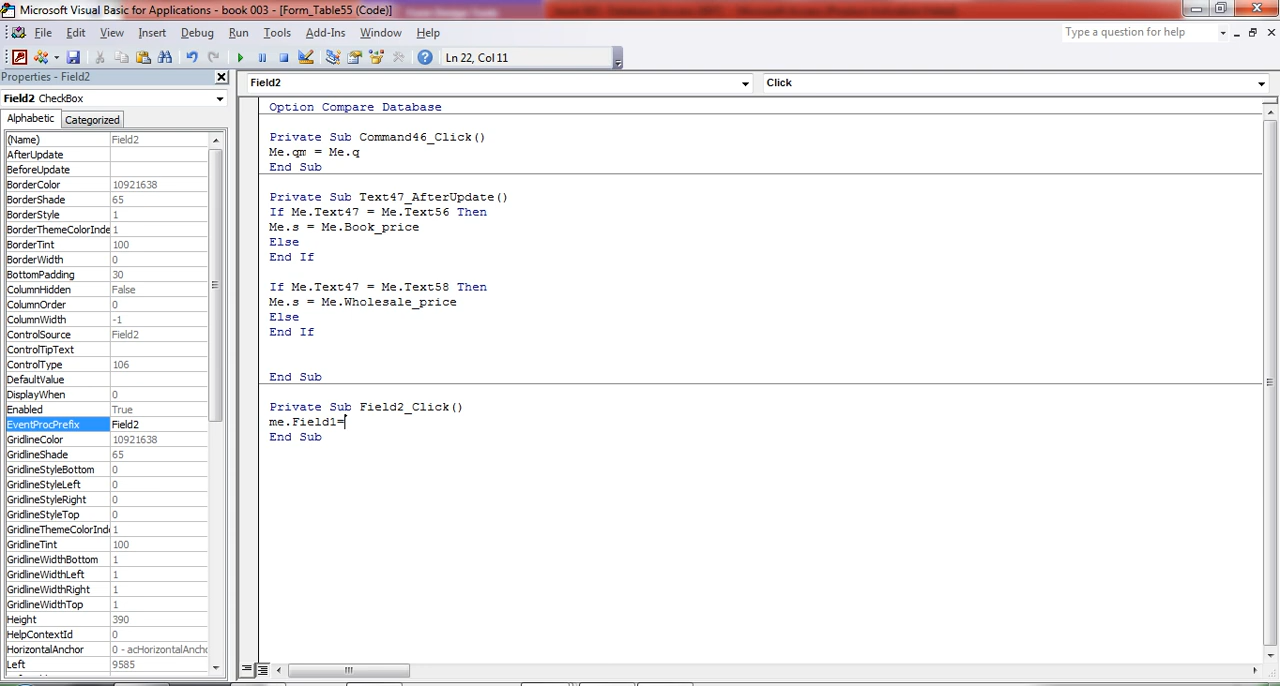 Microsoft Visual Basic for Applications - book 003 - [Form_Table55 (Code)]
File Edit View Insert Debug Run Tools Add-Ins Window Help
Type a question for help
Ln 22, Col 11
Properties - Field2
Field2 CheckBox
Alphabetic Categorized
(Name) Field2
AfterUpdate
BeforeUpdate
BorderColor 10921638
BorderShade 65
BorderStyle 1
BorderThemeColorInde 1
BorderTint 100
BorderWidth 0
BottomPadding 30
ColumnHidden False
ColumnOrder 0
ColumnWidth -1
ControlSource Field2
ControlTipText
ControlType 106
DefaultValue
DisplayWhen 0
Enabled True
EventProcPrefix Field2
GridlineColor 10921638
GridlineShade 65
GridlineStyleBottom 0
GridlineStyleLeft 0
GridlineStyleRight 0
GridlineStyleTop 0
GridlineThemeColorInde 1
GridlineTint 100
GridlineWidthBottom 1
GridlineWidthLeft 1
GridlineWidthRight 1
GridlineWidthTop 1
Height 390
HelpContextId 0
HorizontalAnchor 0 - acHorizontalAncho
Left 9585
Field2 Click
Option Compare Database
Private Sub Command46_Click()
Me.qm = Me.q
End Sub
Private Sub Text47_AfterUpdate()
If Me.Text47 = Me.Text56 Then
Me.s = Me.Book_price
Else
End If
If Me.Text47 = Me.Text58 Then
Me.s = Me.Wholesale_price
Else
End If
End Sub
Private Sub Field2_Click()
me.Field1=
End Sub